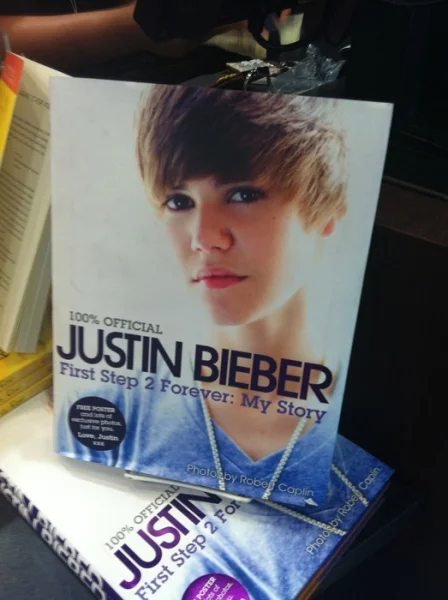 100% OFFICIAL
JUSTIN BIEBER
First Step 2 Forever: My Story
FREE POSTER
and lots of
exclusive photos,
just for you.
Love, Justin
xxx
Photos by Robert Caplin
100% OFFICIAL
JUSTIN
First Step 2 For
Photos by Robert Caplin
POSTER